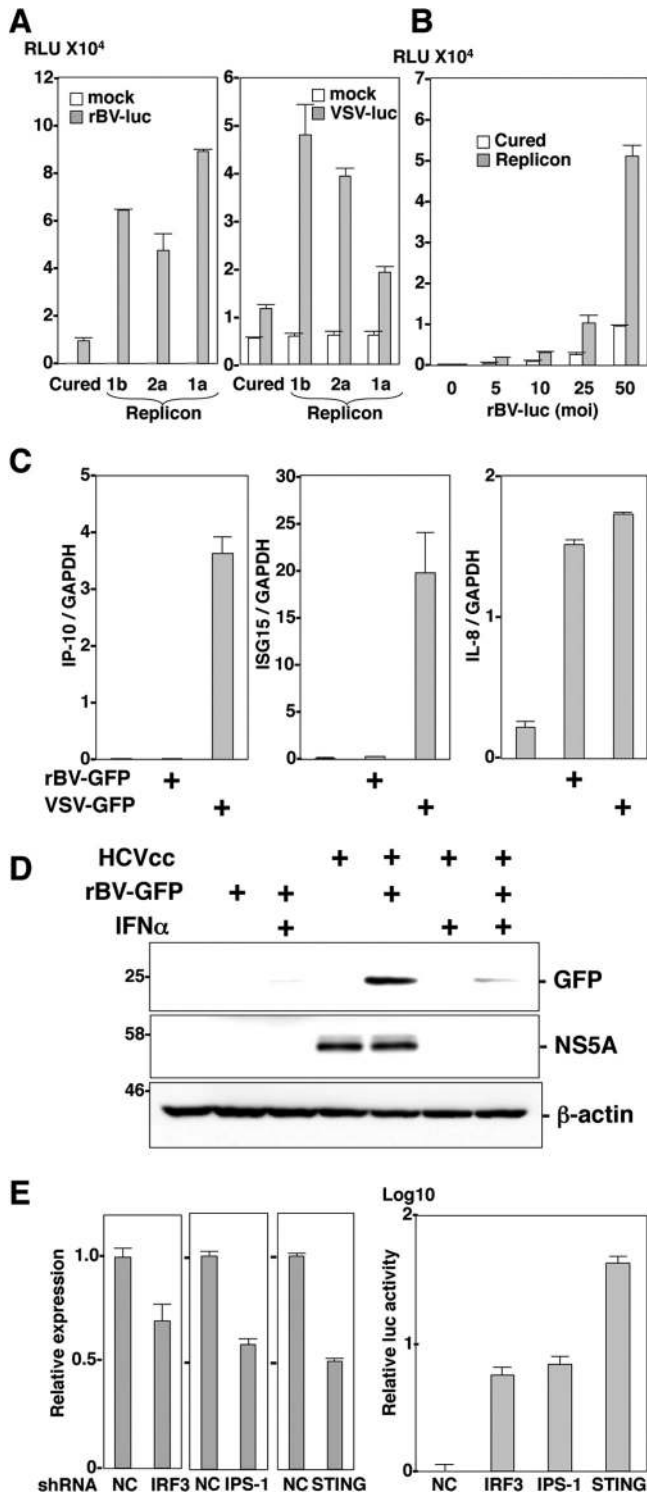 A
B
RLU X10⁴
RLU X10⁴
12
10
8
6
4
2
0
mock
rBV-luc
Cured 1b 2a 1a
Replicon
6
5
4
3
2
1
0
mock
VSV-luc
Cured 1b 2a 1a
Replicon
7
6
5
4
3
2
1
0
Cured
Replicon
0 5 10 25 50
rBV-luc (moi)
C
IP-10 / GAPDH
5
4
3
2
1
0
ISG15 / GAPDH
30
25
20
15
10
5
0
IL-8 / GAPDH
2
1
0
rBV-GFP + + +
VSV-GFP + + +
D
HCVcc + + + +
rBV-GFP + + + +
IFNα + + +
25 - GFP
58 - NS5A
46
- β-actin
E
Relative expression
1.0
0.5
0
shRNA NC IRF3 NC IPS-1 NC STING
Log10
Relative luc activity
2
1
0
NC IRF3 IPS-1 STING